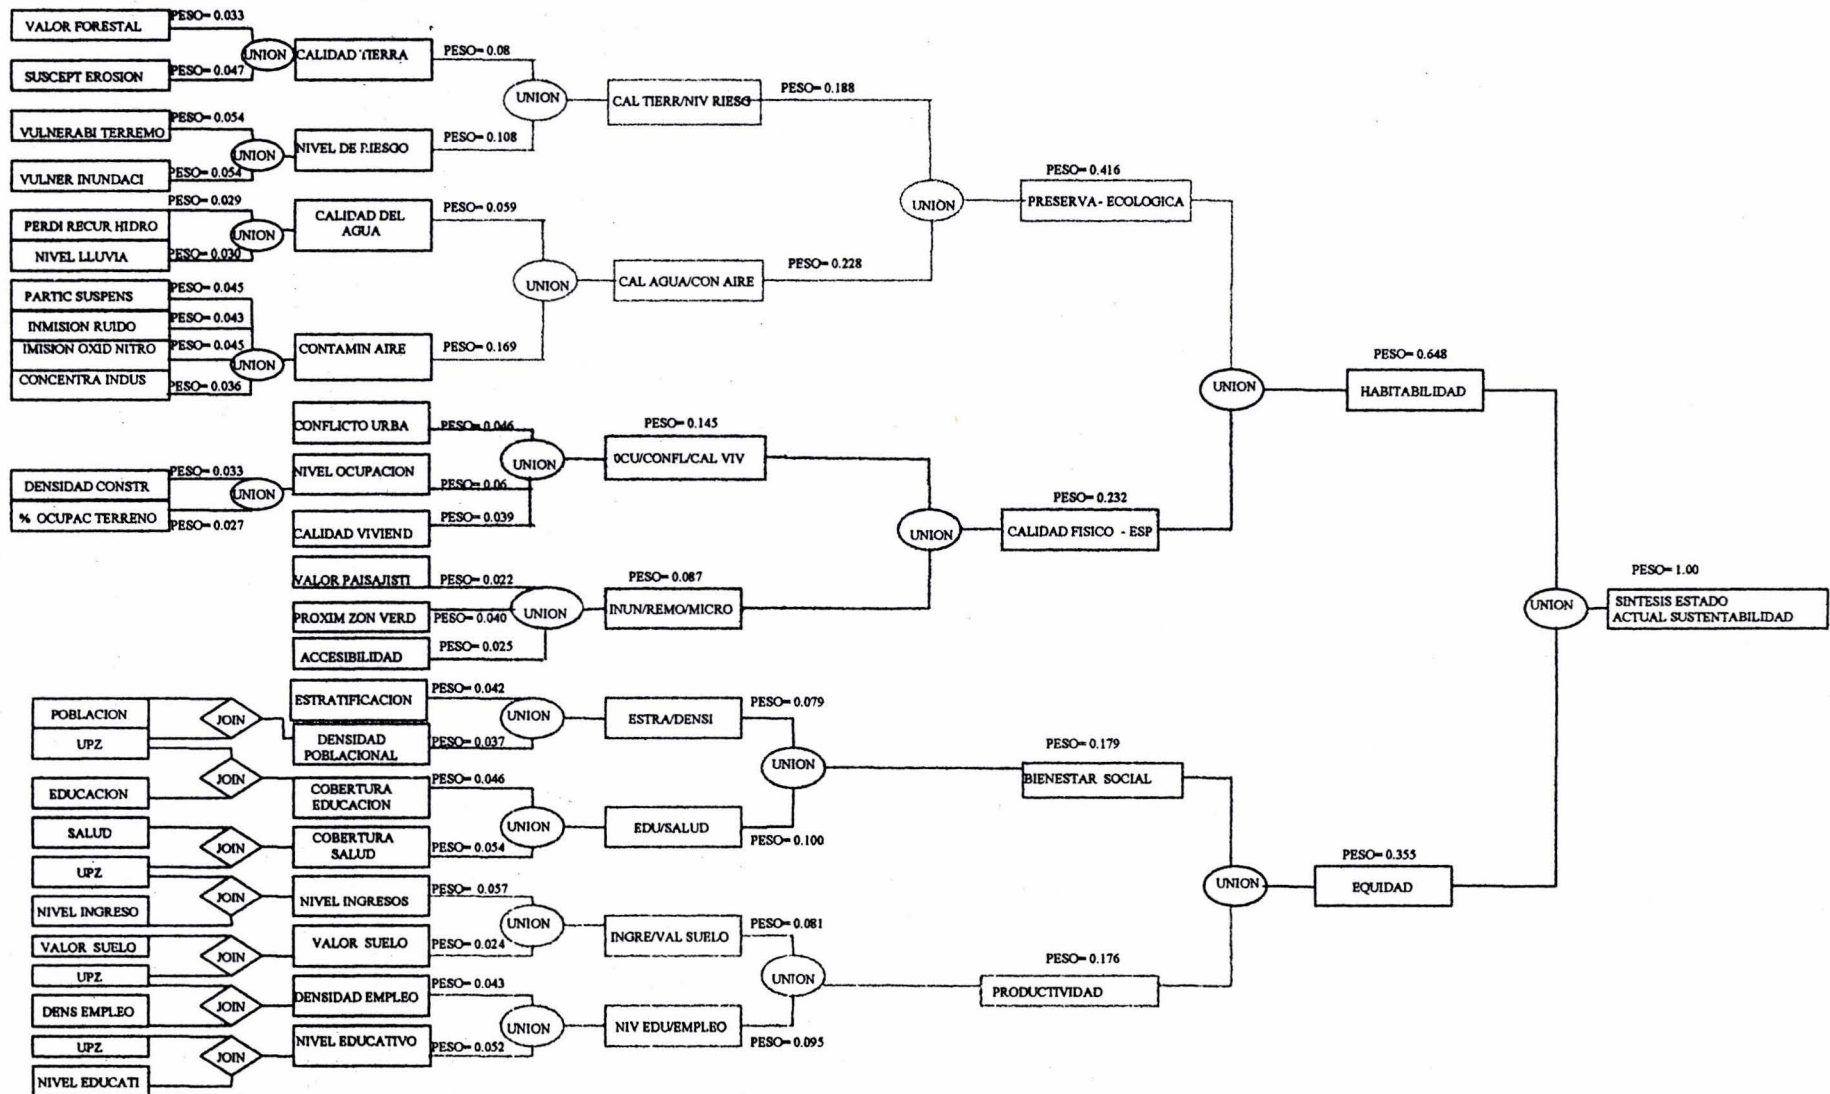 VALOR FORESTAL
PESO= 0.033
SUSCEPT EROSION
PESO= 0.047
UNION
CALIDAD TIERRA
PESO= 0.08
VULNERABI TERREMO
PESO= 0.054
VULNER INUNDACI
PESO= 0.054
UNION
NIVEL DE RIESGO
PESO= 0.108
UNION
CAL TIERR/NIV RIESG
PESO= 0.188
PERDI RECUR HIDRO
PESO= 0.029
NIVEL LLUVIA
PESO= 0.030
UNION
CALIDAD DEL
AGUA
PESO= 0.059
PARTIC SUSPENS
PESO= 0.045
INMISION RUIDO
PESO= 0.043
IMISION OXID NITRO
PESO= 0.045
CONCENTRA INDUS
PESO= 0.036
UNION
CONTAMIN AIRE
PESO= 0.169
UNION
CAL AGUA/CON AIRE
PESO= 0.228
UNION
PESO= 0.416
PRESERVA - ECOLOGICA
CONFLICTO URBA
PESO= 0.046
DENSIDAD CONSTR
PESO= 0.033
% OCUPAC TERRENO
PESO= 0.027
UNION
NIVEL OCUPACION
PESO= 0.06
CALIDAD VIVIEND
PESO= 0.039
UNION
PESO= 0.145
OCU/CONFL/CAL VIV
VALOR PAISAJISTI
PESO= 0.022
PROXIM ZON VERD
PESO= 0.040
ACCESIBILIDAD
PESO= 0.025
UNION
PESO= 0.087
INUN/REMO/MICRO
UNION
PESO= 0.232
CALIDAD FISICO - ESP
UNION
PESO= 0.648
HABITABILIDAD
POBLACION
UPZ
JOIN
ESTRATIFICACION
PESO= 0.042
DENSIDAD
POBLACIONAL
PESO= 0.037
UNION
ESTRA/DENSI
PESO= 0.079
EDUCACION
JOIN
COBERTURA
EDUCACION
PESO= 0.046
SALUD
UPZ
JOIN
COBERTURA
SALUD
PESO= 0.054
UNION
EDU/SALUD
PESO= 0.100
UNION
PESO= 0.179
BIENESTAR SOCIAL
NIVEL INGRESO
JOIN
NIVEL INGRESOS
PESO= 0.057
VALOR SUELO
UPZ
JOIN
VALOR SUELO
PESO= 0.024
UNION
INGRE/VAL SUELO
PESO= 0.081
DENS EMPLEO
JOIN
DENSIDAD EMPLEO
PESO= 0.043
UPZ
NIVEL EDUCATI
JOIN
NIVEL EDUCATIVO
PESO= 0.052
UNION
NIV EDU/EMPLEO
PESO= 0.095
UNION
PESO= 0.176
PRODUCTIVIDAD
UNION
PESO= 0.355
EQUIDAD
UNION
PESO= 1.00
SINTESIS ESTADO
ACTUAL SUSTENTABILIDAD